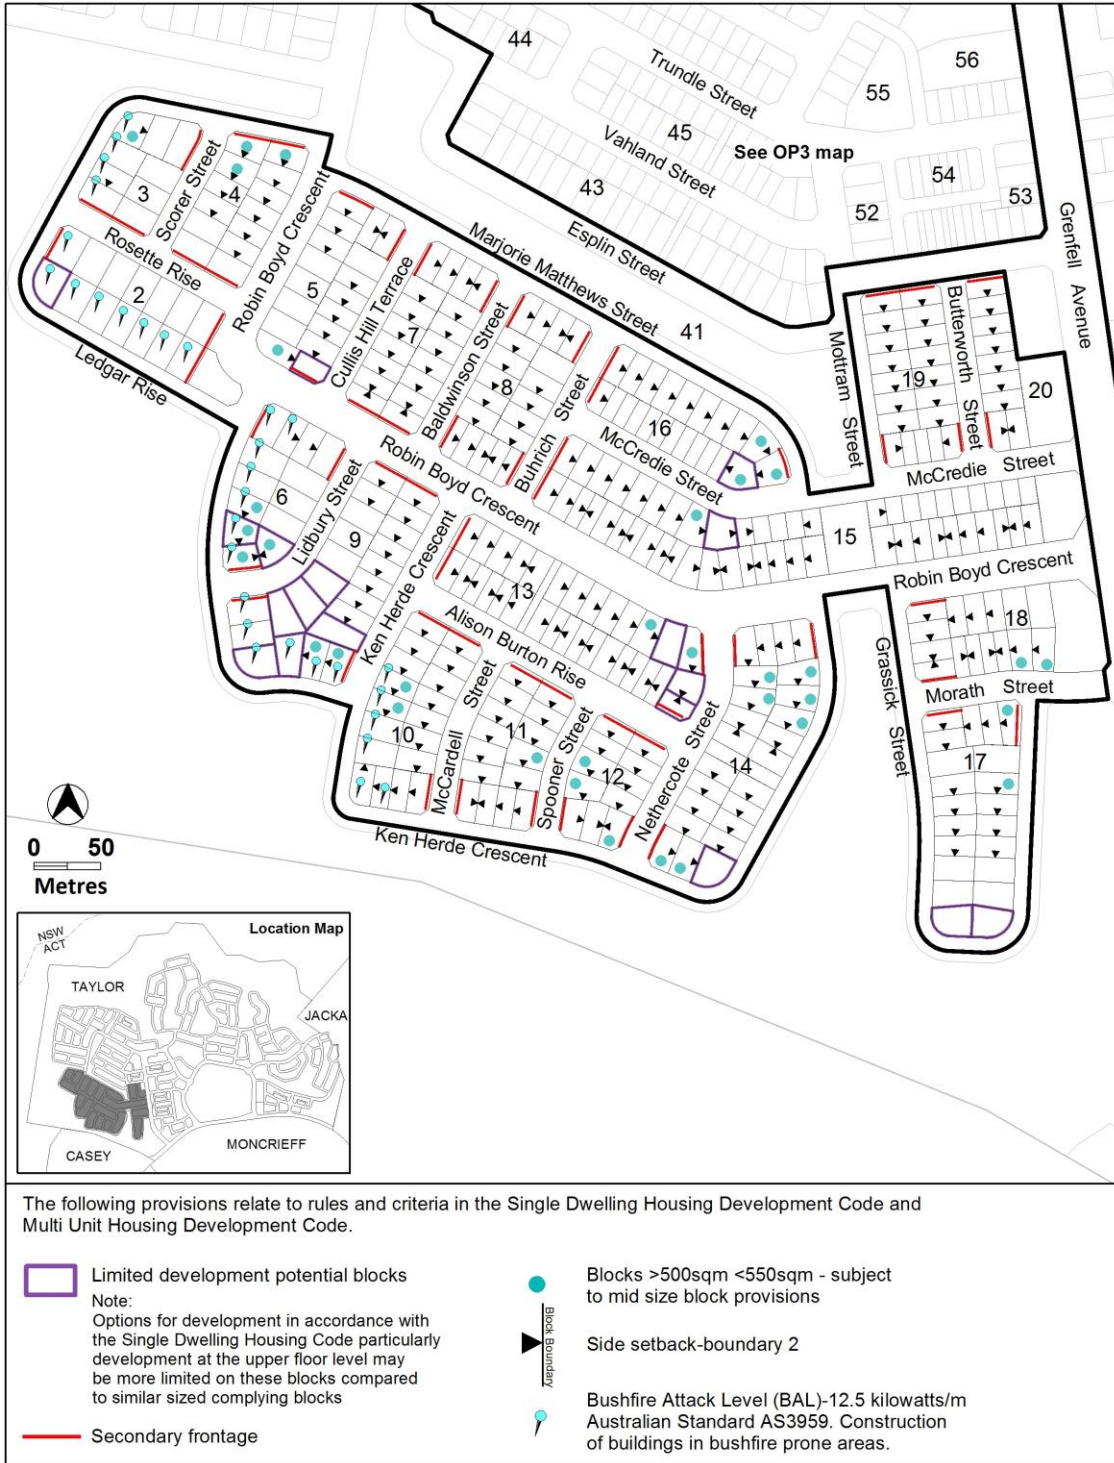 44
Trundle Street
56
55
45
Vahland Street
See OP3 map
54
43
53
52
Esplin Street
Grenfell Avenue
3
Scorer Street
4
Rosette Rise
2
Robin Boyd Crescent
5
Ledgar Rise
Cullis Hill Terrace
7
Marjorie Matthews Street
41
Baldwinson Street
8
Buhrich Street
16
McCredie Street
Mottram Street
19
Butterworth Street
20
McCredie Street
Robin Boyd Crescent
15
Robin Boyd Crescent
6
Lidbury Street
9
Ken Herde Crescent
13
Alison Burton Rise
18
Morath Street
Grassick Street
17
10
McCardell Street
11
Spooner Street
12
Nethercote Street
14
Ken Herde Crescent
0 50
Metres
Location Map
NSW
ACT
TAYLOR
JACKA
MONCRIEFF
CASEY
The following provisions relate to rules and criteria in the Single Dwelling Housing Development Code and
Multi Unit Housing Development Code.
Limited development potential blocks
Note:
Options for development in accordance with
the Single Dwelling Housing Code particularly
development at the upper floor level may
be more limited on these blocks compared
to similar sized complying blocks
Secondary frontage
Blocks >500sqm <550sqm - subject
to mid size block provisions
Block Boundary
Side setback-boundary 2
Bushfire Attack Level (BAL)-12.5 kilowatts/m
Australian Standard AS3959. Construction
of buildings in bushfire prone areas.